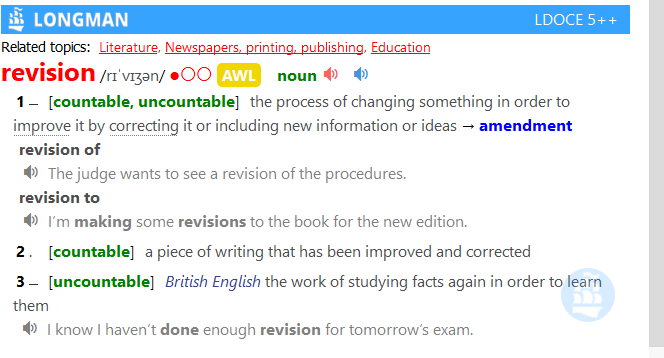 LONGMAN LDOCE 5++
Related topics: Literature, Newspapers, printing, publishing, Education
revision /rɪˈvɪʒən/ ●○○ AWL noun
1 – [countable, uncountable] the process of changing something in order to
improve it by correcting it or including new information or ideas → amendment
revision of
The judge wants to see a revision of the procedures.
revision to
I’m making some revisions to the book for the new edition.
2 . [countable] a piece of writing that has been improved and corrected
3 – [uncountable] British English the work of studying facts again in order to learn
them
I know I haven’t done enough revision for tomorrow’s exam.